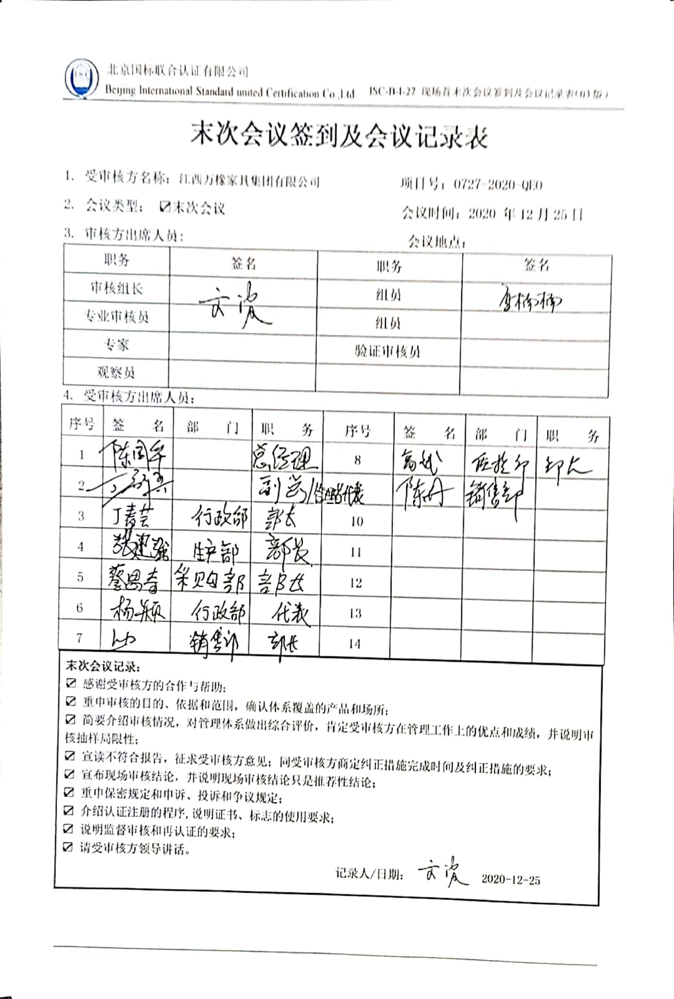 北京国标联合认证有限公司
Beijing International Standard united Certification Co.,Ltd ISC-B-I-27 现场首末次会议签到及会议记录表(03版)
末次会议签到及会议记录表
1. 受审核方名称：江西万橡家具集团有限公司 项目号：0727-2020-QEO
2. 会议类型：☑末次会议 会议时间：2020 年 12 月 25 日
3. 审核方出席人员： 会议地点：
职务 签名 职务 签名
审核组长 文波 组员
专业审核员 组员
专家 验证审核员
观察员
4. 受审核方出席人员：
序号 签 名 部 门 职 务 序号 签 名 部 门 职 务
1 总经理 8 高斌 部长
2 副总/管理者代表 陈丹 销售部
3 丁春芸 行政部 部长 10
4 张建强 生产部 部长 11
5 蔡思奇 采购部 部长 12
6 杨颖 行政部 代表 13
7 销售部 部长 14
末次会议记录：
☑ 感谢受审核方的合作与帮助；
☑ 重申审核的目的、依据和范围，确认体系覆盖的产品和场所；
☑ 简要介绍审核情况，对管理体系做出综合评价，肯定受审核方在管理工作上的优点和成绩，并说明审
核抽样局限性；
☑ 宣读不符合报告，征求受审核方意见；同受审核方商定纠正措施完成时间及纠正措施的要求；
☑ 宣布现场审核结论，并说明现场审核结论只是推荐性结论；
☑ 重申保密规定和申诉、投诉和争议规定；
☑ 介绍认证注册的程序,说明证书、标志的使用要求；
☑ 说明监督审核和再认证的要求；
☑ 请受审核方领导讲话。
记录人/日期： 文波 2020-12-25